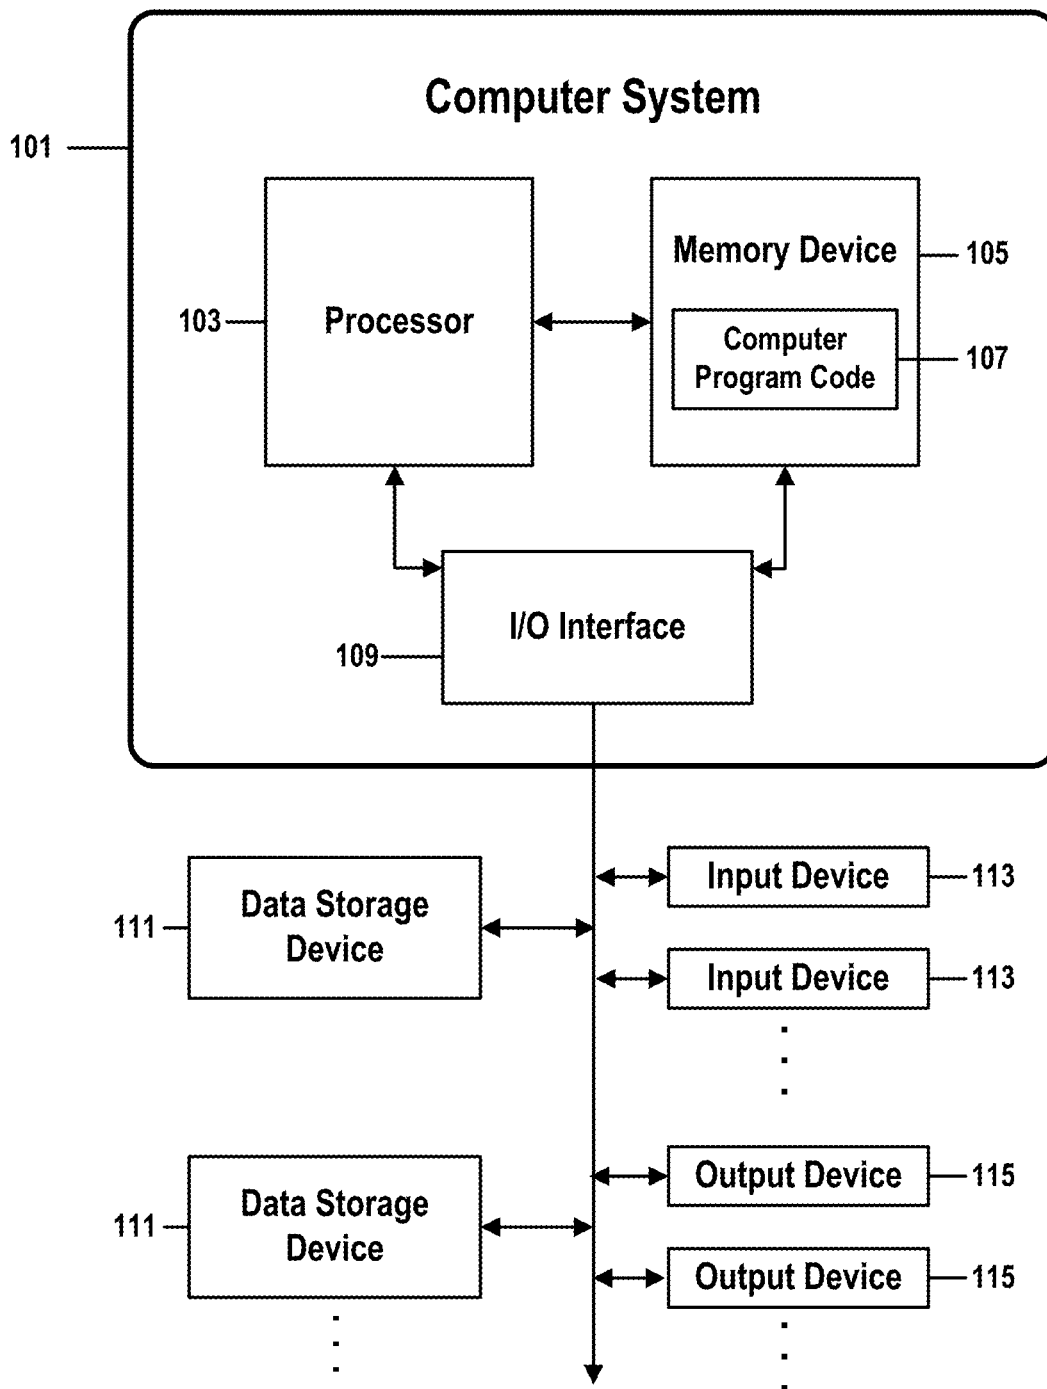 Computer System
101
Processor
103
Memory Device
105
Computer
Program Code
107
I/O Interface
109
Data Storage
Device
111
Input Device
113
Input Device
113
Data Storage
Device
111
Output Device
115
Output Device
115